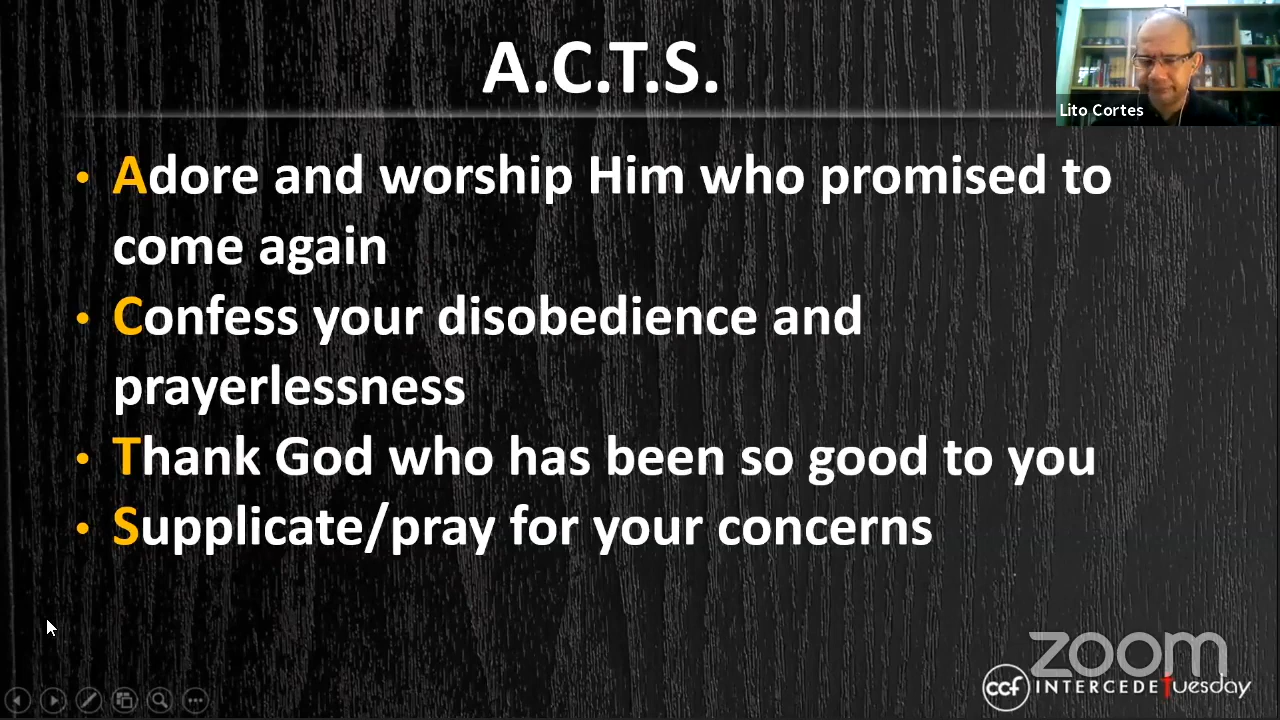 A.C.T.S.
Lito Cortes
• Adore and worship Him who promised to
come again
• Confess your disobedience and
prayerlessness
• Thank God who has been so good to you
• Supplicate/pray for your concerns
zoom
ccf INTERCEDE Tuesday